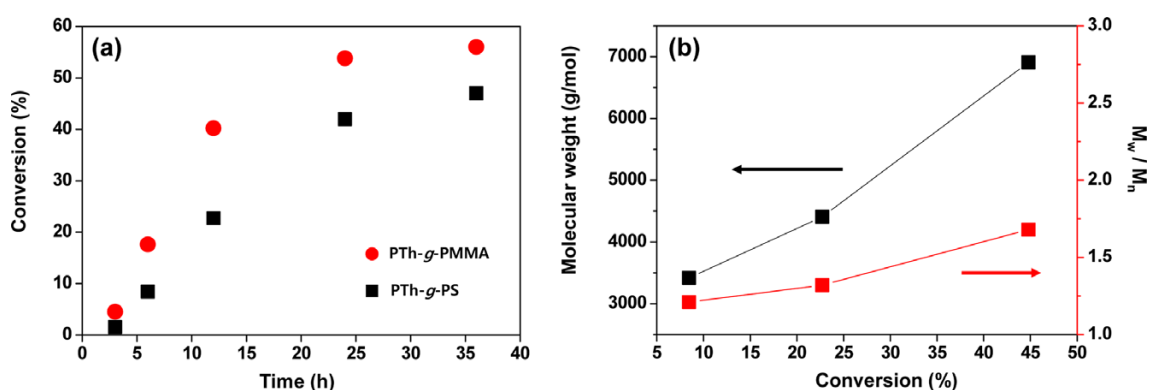 (a)
Conversion (%)
60
50
40
30
20
10
0
PTh-g-PMMA
PTh-g-PS
0 5 10 15 20 25 30 35 40
Time (h)
(b)
Molecular weight (g/mol)
7000
6000
5000
4000
3000
3.0
2.5
2.0
1.5
1.0
Mw / Mn
5 10 15 20 25 30 35 40 45 50
Conversion (%)